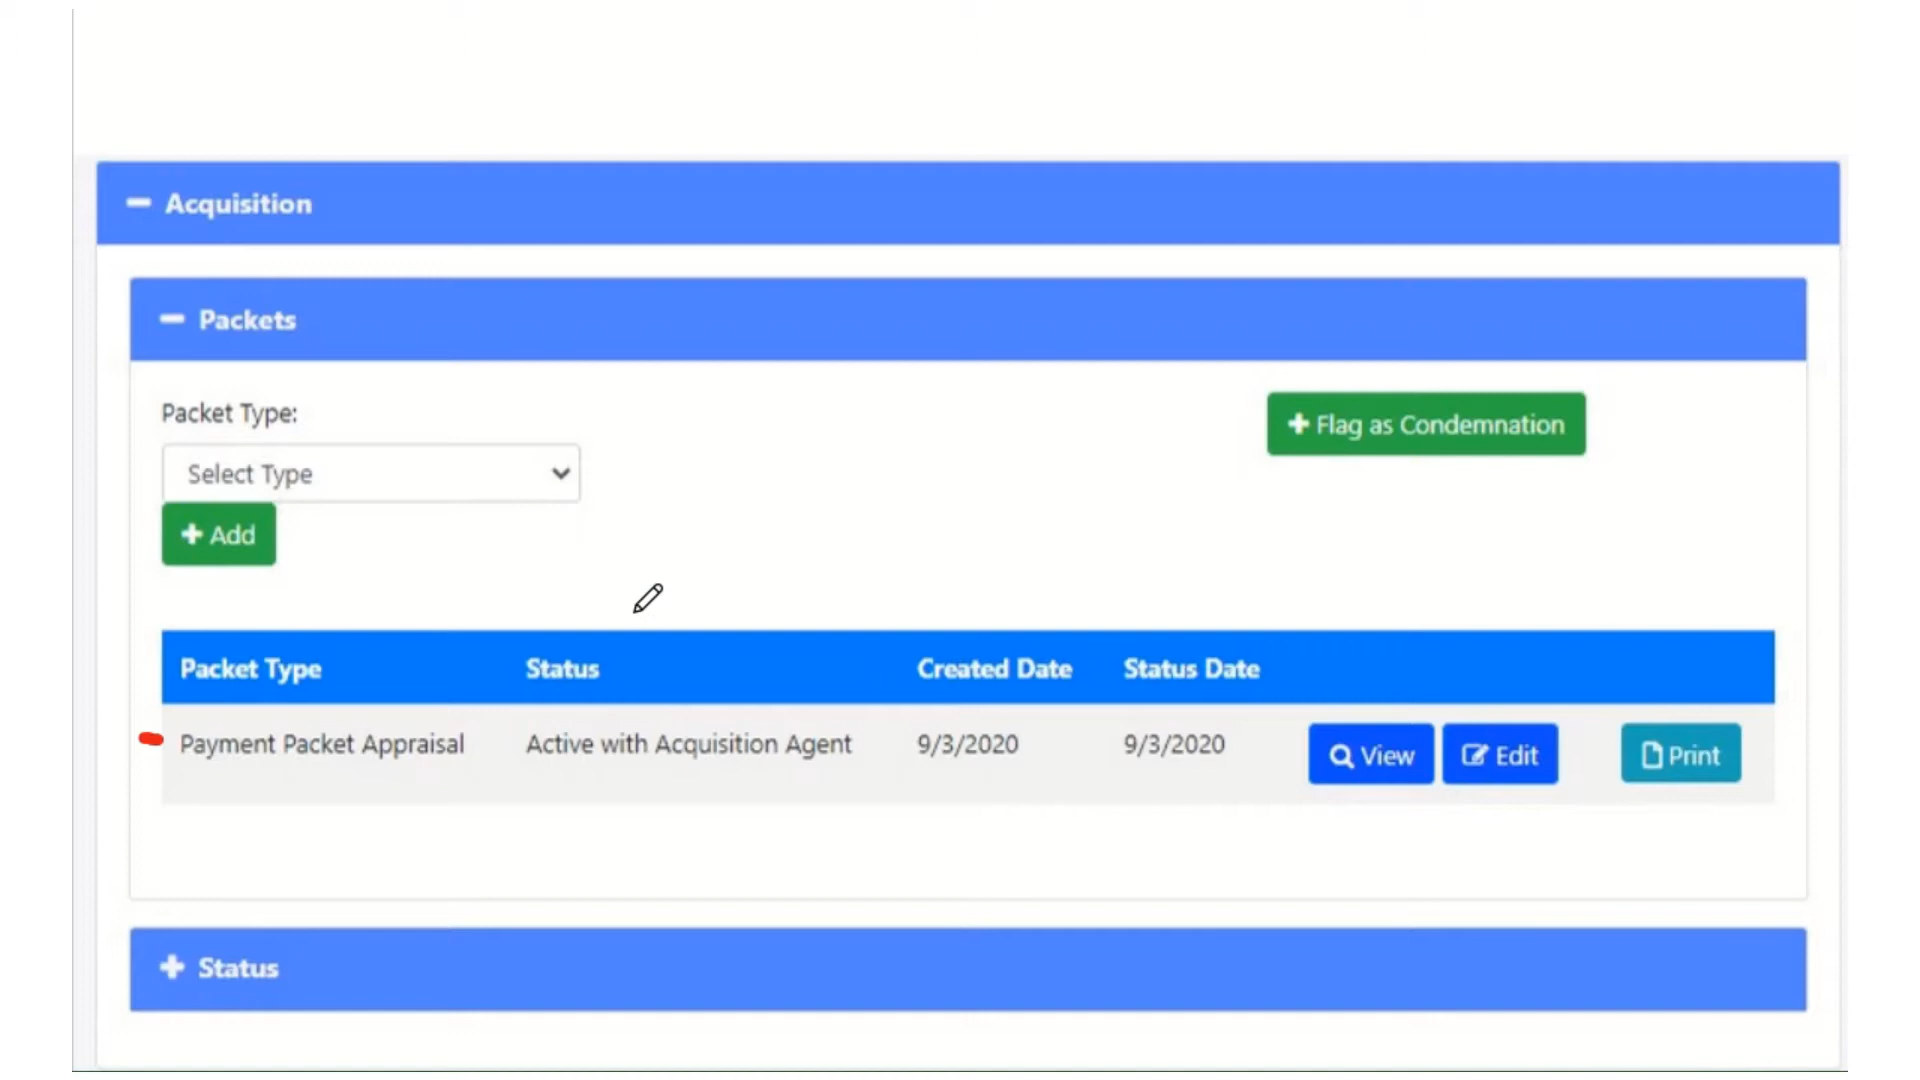 Acquisition
Packets
Packet Type:
Flag as Condemnation
Select Type
Add
Packet Type Status Created Date Status Date
Payment Packet Appraisal Active with Acquisition Agent 9/3/2020 9/3/2020 View Edit Print
Status